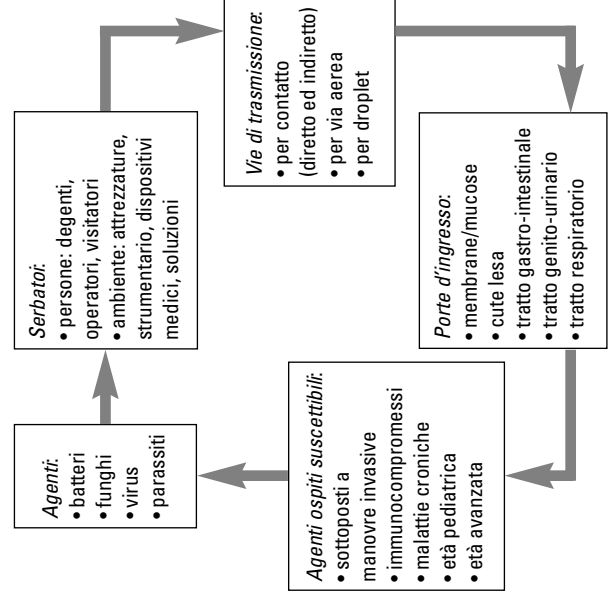 Agenti:
• batteri
• funghi
• virus
• parassiti
Serbatoi:
• persone: degenti,
operatori, visitatori
• ambiente: attrezzature,
strumentario, dispositivi
medici, soluzioni
Vie di trasmissione:
• per contatto
(diretto ed indiretto)
• per via aerea
• per droplet
Porte d'ingresso:
• membrane/mucose
• cute lesa
• tratto gastro-intestinale
• tratto genito-urinario
• tratto respiratorio
Agenti ospiti suscettibili:
• sottoposti a
manovre invasive
• immunocompromessi
• malattie croniche
• età pediatrica
• età avanzata